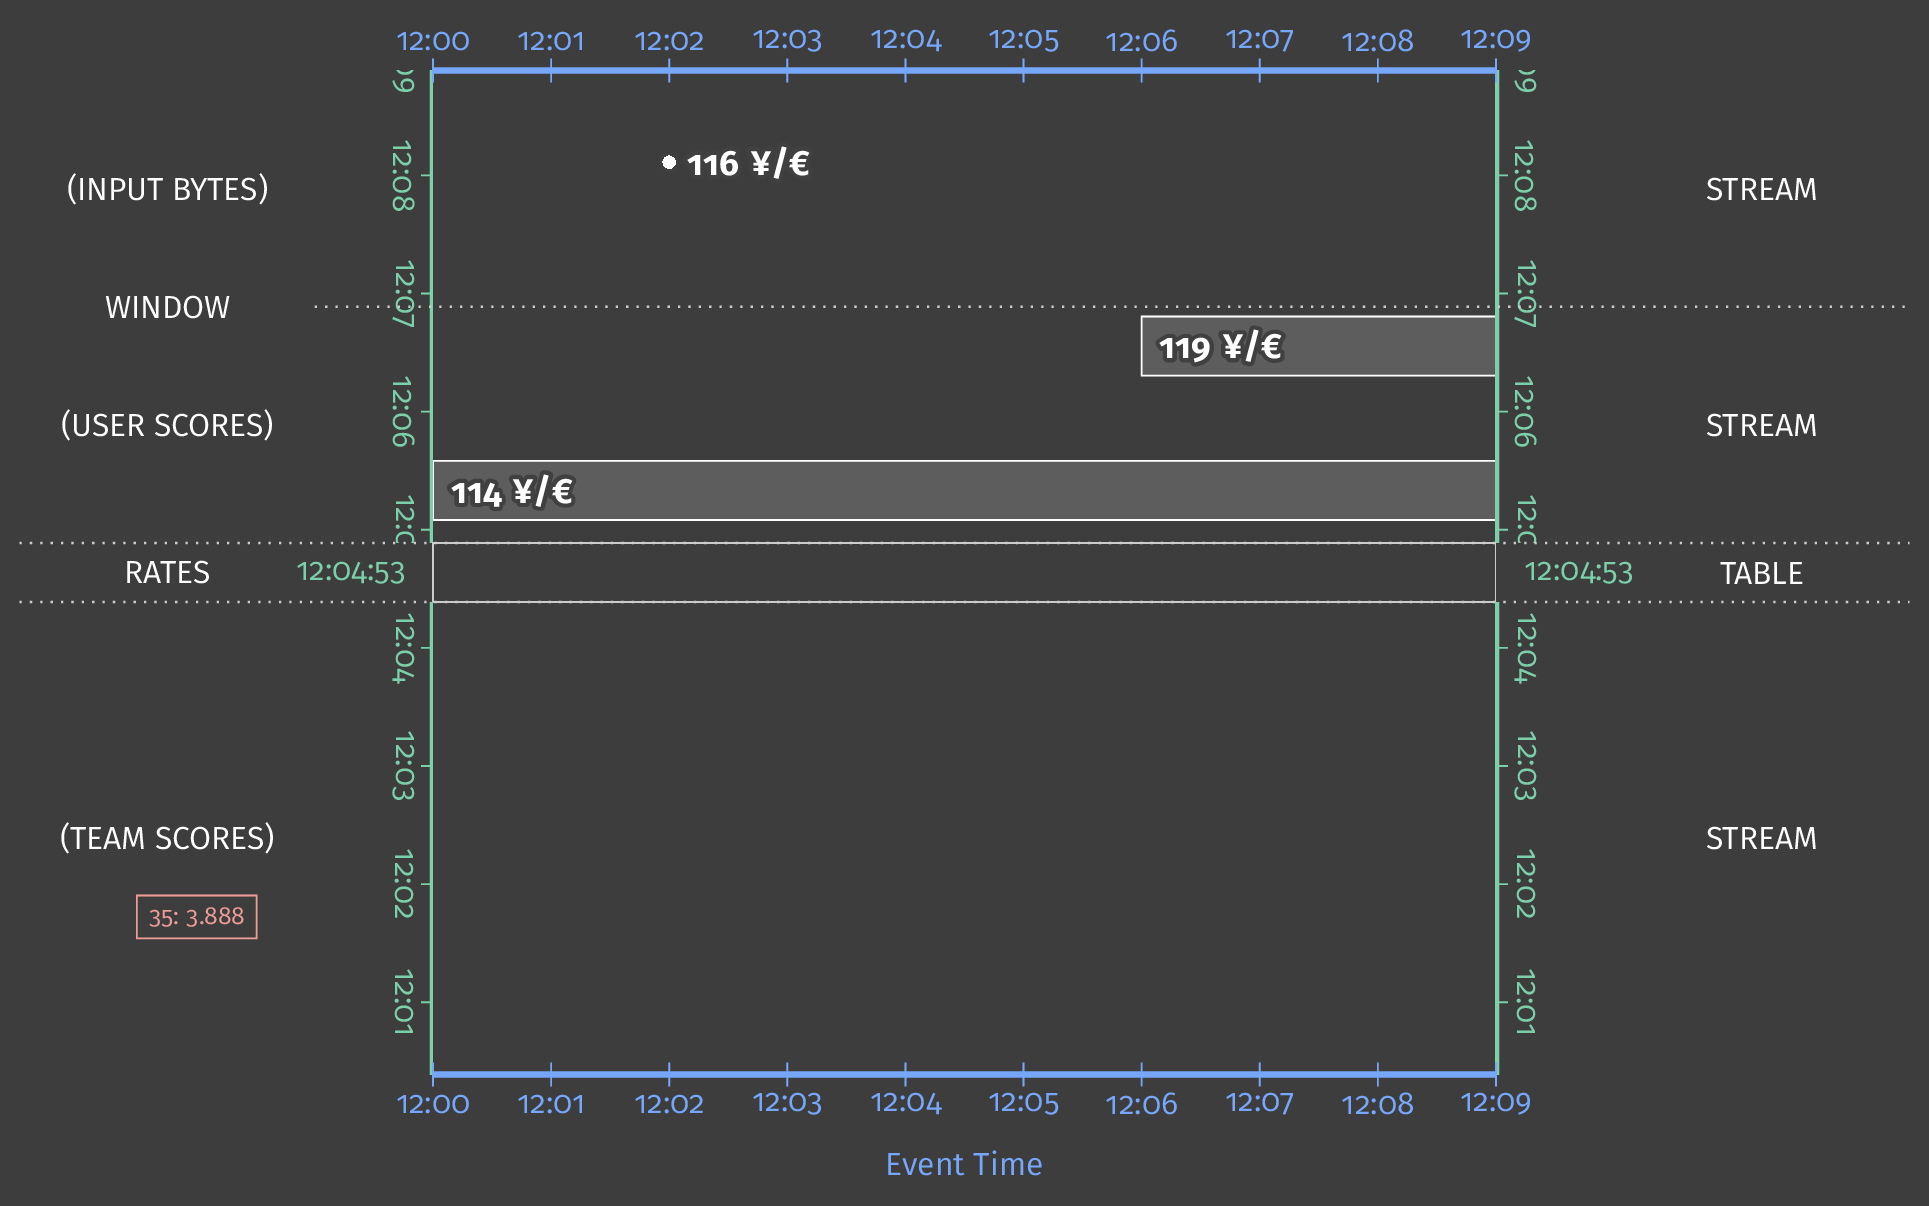 12:00 12:01 12:02 12:03 12:04 12:05 12:06 12:07 12:08 12:09
12:08 12:08
116 ¥/€
(INPUT BYTES) STREAM
12:07 12:07
WINDOW
119 ¥/€
12:06 12:06
(USER SCORES) STREAM
114 ¥/€
RATES 12:04:53 12:04:53 TABLE
12:04 12:04
12:03 12:03
(TEAM SCORES) STREAM
12:02 12:02
35: 3.888
12:01 12:01
12:00 12:01 12:02 12:03 12:04 12:05 12:06 12:07 12:08 12:09
Event Time